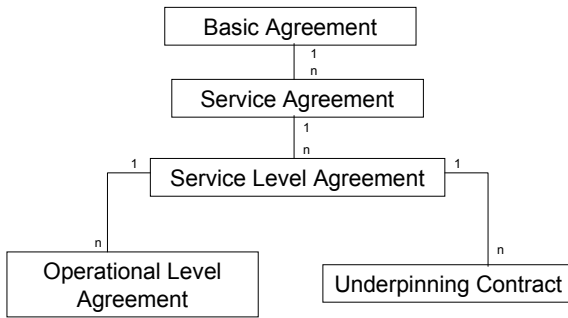 Basic Agreement
1
n
Service Agreement
1
n
1
Service Level Agreement
1
n
n
Operational Level
Agreement
Underpinning Contract